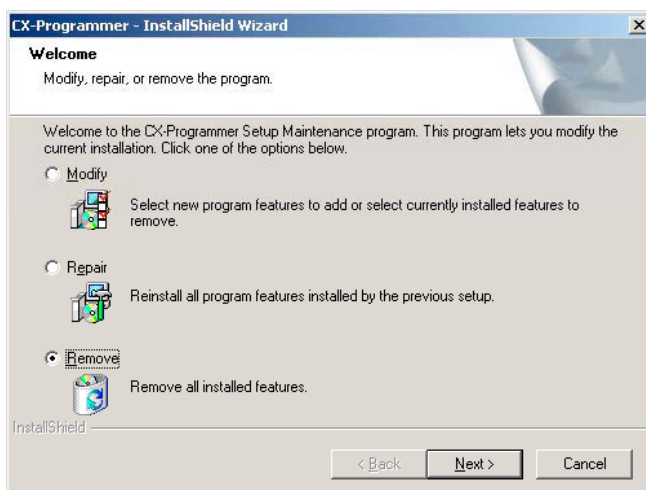 CX-Programmer - InstallShield Wizard
Welcome
Modify, repair, or remove the program.
Welcome to the CX-Programmer Setup Maintenance program. This program lets you modify the
current installation. Click one of the options below.
Modify
Select new program features to add or select currently installed features to
remove.
Repair
Reinstall all program features installed by the previous setup.
Remove
Remove all installed features.
InstallShield
< Back Next > Cancel